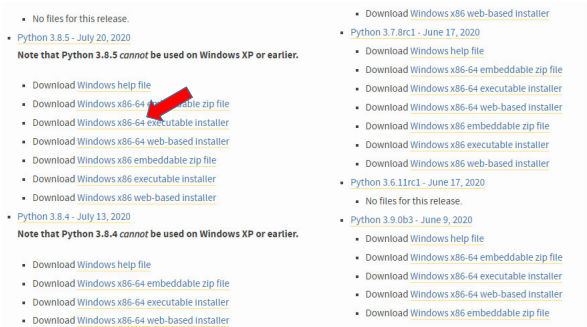 No files for this release.
Python 3.8.5 - July 20, 2020
Note that Python 3.8.5 cannot be used on Windows XP or earlier.
Download Windows help file
Download Windows x86-64 embeddable zip file
Download Windows x86-64 executable installer
Download Windows x86-64 web-based installer
Download Windows x86 embeddable zip file
Download Windows x86 executable installer
Download Windows x86 web-based installer
Python 3.8.4 - July 13, 2020
Note that Python 3.8.4 cannot be used on Windows XP or earlier.
Download Windows help file
Download Windows x86-64 embeddable zip file
Download Windows x86-64 executable installer
Download Windows x86-64 web-based installer
Download Windows x86 web-based installer
Python 3.7.8rc1 - June 17, 2020
Download Windows help file
Download Windows x86-64 embeddable zip file
Download Windows x86-64 executable installer
Download Windows x86-64 web-based installer
Download Windows x86 embeddable zip file
Download Windows x86 executable installer
Download Windows x86 web-based installer
Python 3.6.11rc1 - June 17, 2020
No files for this release.
Python 3.9.0b3 - June 9, 2020
Download Windows help file
Download Windows x86-64 embeddable zip file
Download Windows x86-64 executable installer
Download Windows x86-64 web-based installer
Download Windows x86 embeddable zip file